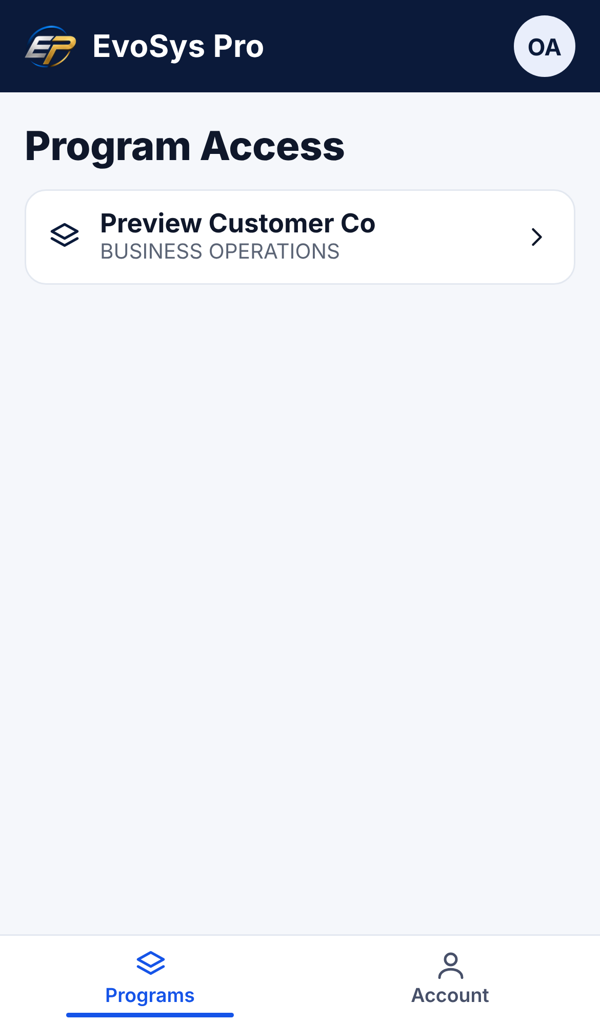 EP EvoSys Pro
OA
Program Access
Preview Customer Co
BUSINESS OPERATIONS
Programs
Account